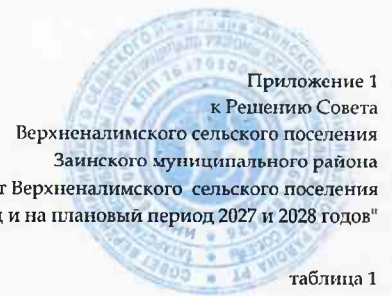 Приложение 1
к Решению Совета
Верхненалимского сельского поселения
Заинского муниципального района
т Верхненалимского сельского поселения
и на плановый период 2027 и 2028 годов"
таблица 1